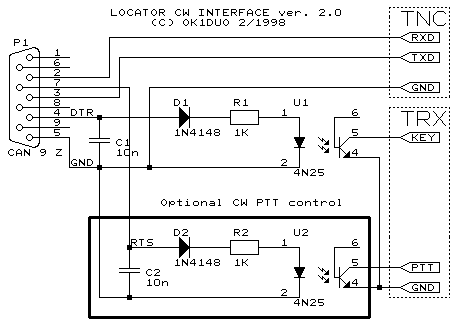 LOCATOR CW INTERFACE ver. 2.0
(C) OK1DUO 2/1998
TNC
P1
RXD
1
6
TXD
2
7
3
GND
8
DTR
D1
R1
U1
4
TRX
9
1
6
5
C1
1N4148
1K
5
KEY
10n
4
CAN 9 Z
GND
2
4N25
Optional CW PTT control
D2
R2
U2
RTS
1
6
C2
1N4148
1K
5
PTT
10n
4
GND
2
4N25